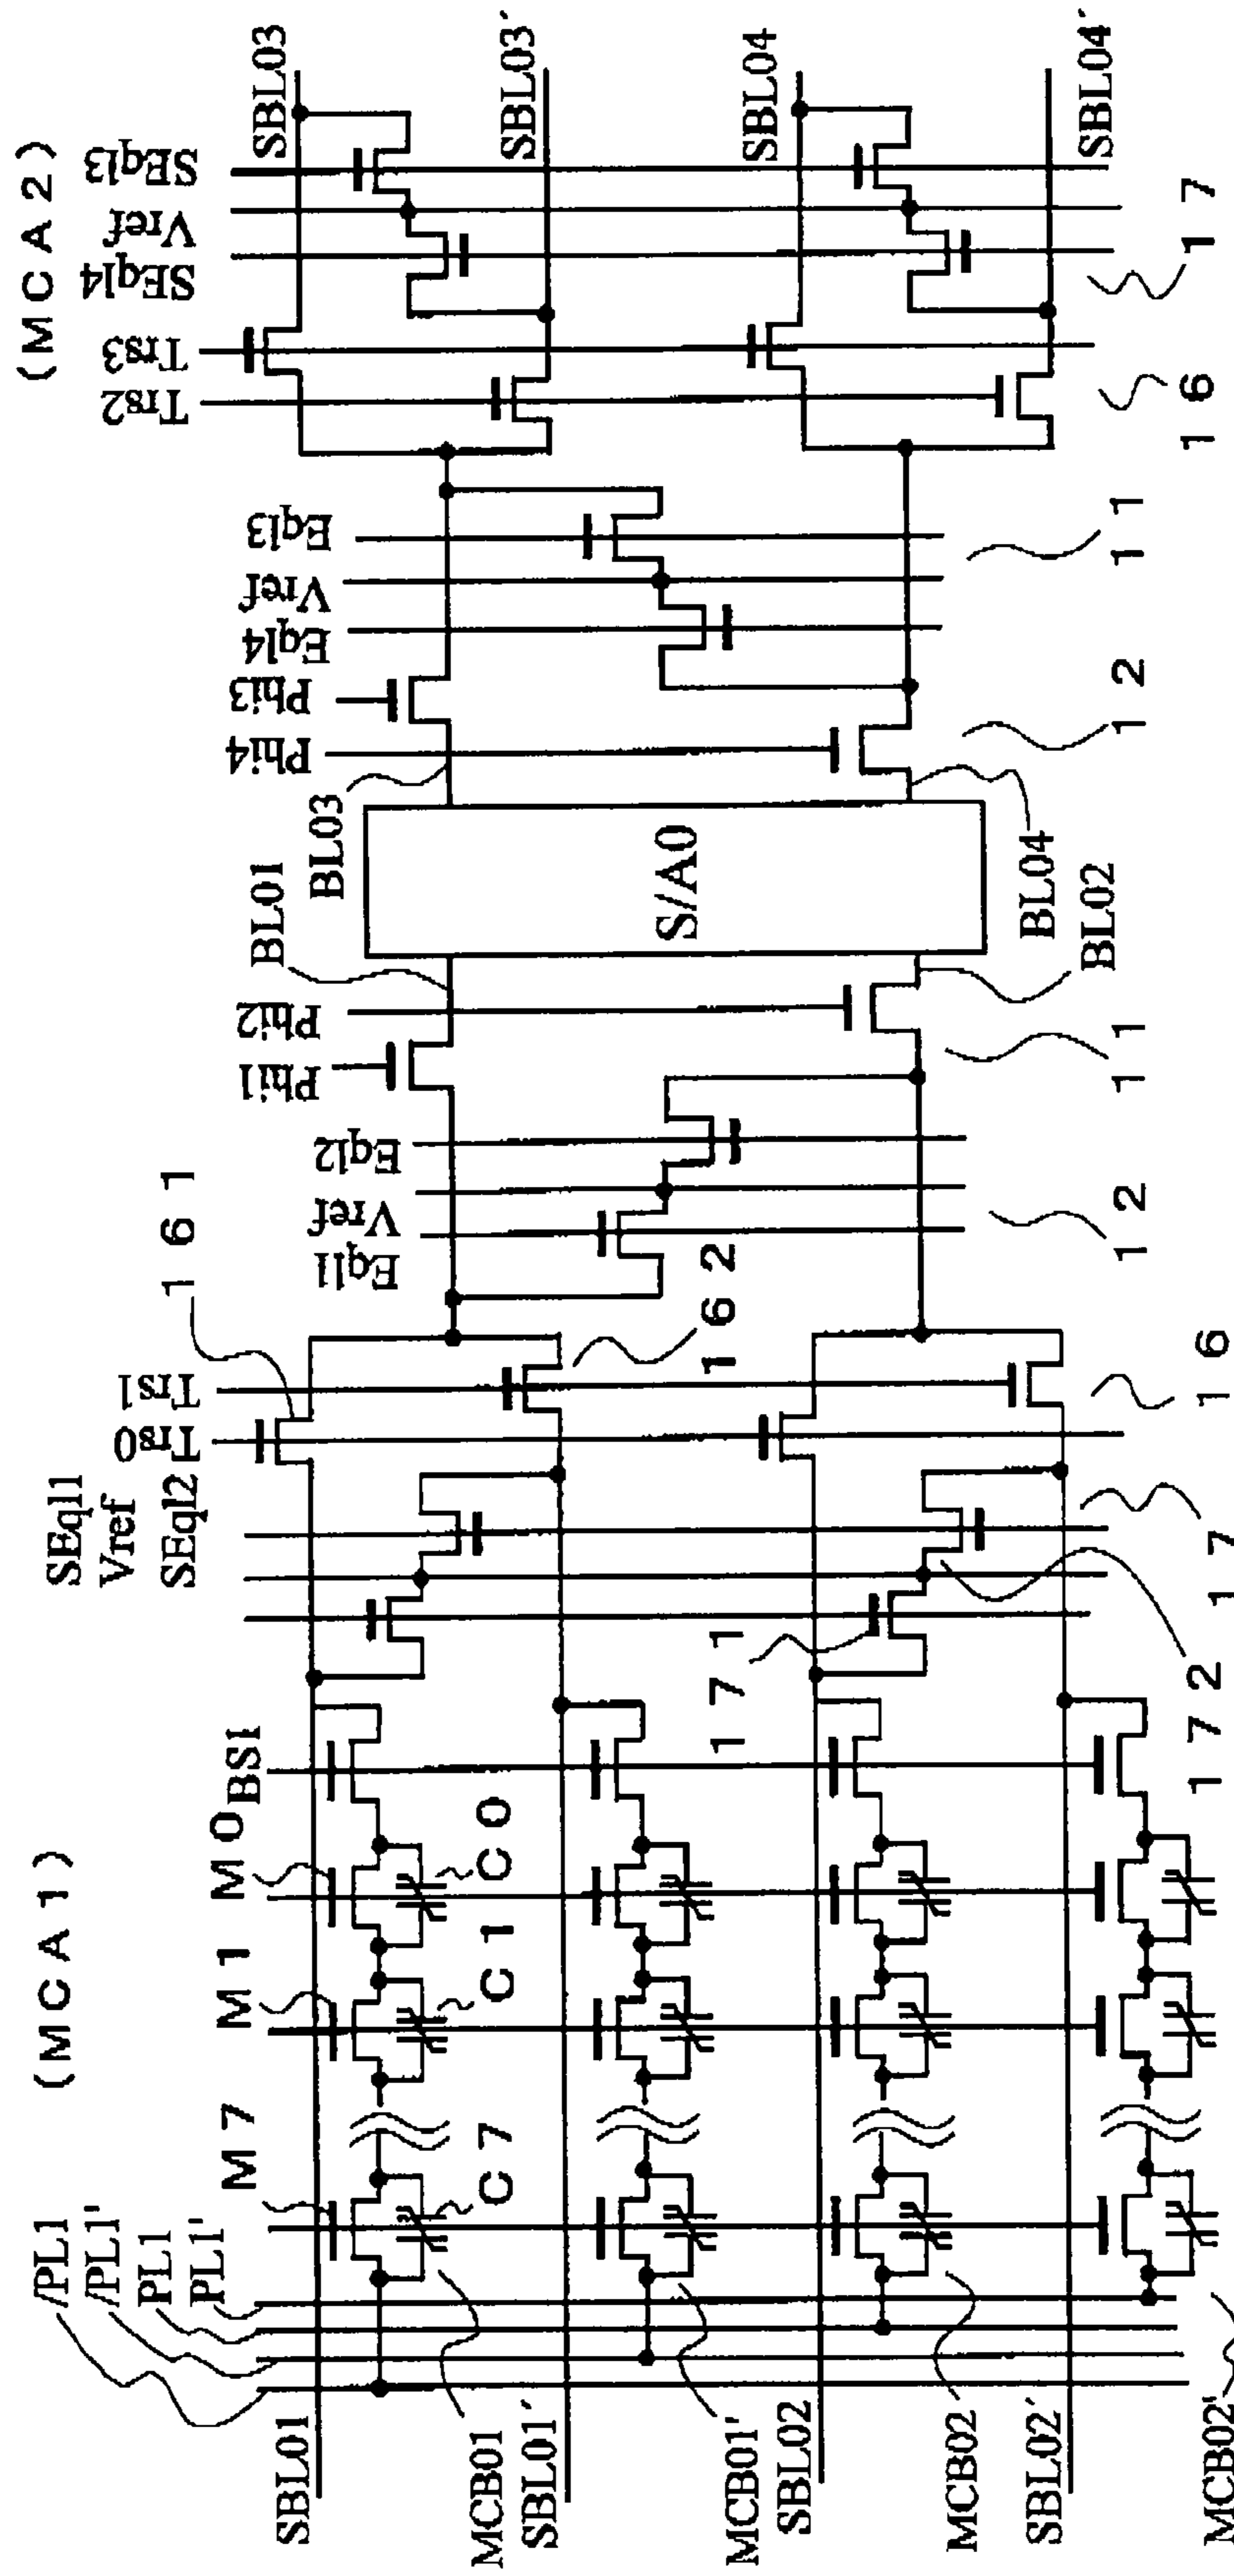 (MCA1)
(MCA2)
/PL1
/PL1'
PL1
PL1'
M7
M1
M0
BS1
SEql1
Vref
SEql2
Trs0
Trs1
161
Eql1
Vref
Eql2
Phi1
Phi2
BL01
BL03
Phi4
Phi3
Eql4
Vref
Eql3
Trs2
Trs3
SEql4
Vref
SEql3
SBL03
SBL03´
SBL04
SBL04´
SBL01
MCB01
SBL01´
MCB01'
SBL02
MCB02
SBL02´
MCB02'
C7
C1
C0
171
172
17
162
16
12
11
S/A0
BL02
BL04
12
11
16
17